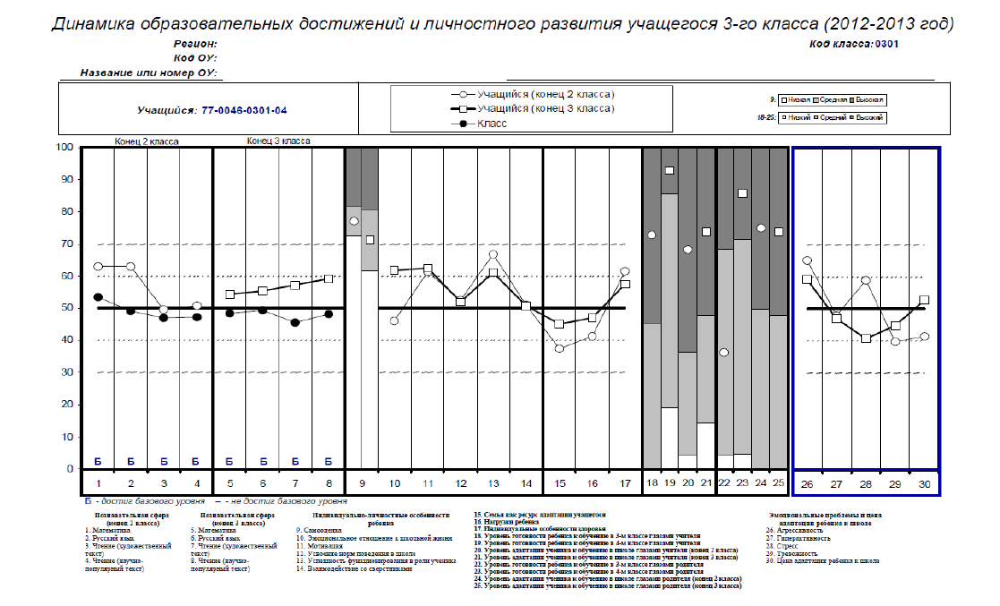 Динамика образовательных достижений и личностного развития учащегося 3-го класса (2012-2013 год)
Регион:
Код класса: 0301
Код ОУ:
Название или номер ОУ:
Учащийся: 77-0046-0301-04
Учащийся (конец 2 класса)
Учащийся (конец 3 класса)
Класс
9: Низкая Средняя Высокая
18-25: Низкий Средний Высокий
Конец 2 класса Конец 3 класса
100
90
80
70
60
50
40
30
20
10
0
Б Б Б Б Б Б Б Б
1 2 3 4 5 6 7 8 9 10 11 12 13 14 15 16 17 18 19 20 21 22 23 24 25 26 27 28 29 30
Б - достиг базового уровня – - не достиг базового уровня
Познавательная сфера
(конец 2 класса)
1. Математика
2. Русский язык
3. Чтение (художественный
текст)
4. Чтение (научно-
популярный текст)
Познавательная сфера
(конец 3 класса)
5. Математика
6. Русский язык
7. Чтение (художественный
текст)
8. Чтение (научно-
популярный текст)
Индивидуально-личностные особенности
ребенка
9. Самооценка
10. Эмоциональное отношение к школьной жизни
11. Мотивация
12. Усвоение норм поведения в школе
13. Успешность функционирования в роли ученика
14. Взаимодействие со сверстниками
15. Семья как ресурс адаптации учащегося
16. Нагрузки ребенка
17. Индивидуальные особенности здоровья
18. Уровень готовности ребенка к обучению в 3-м классе глазами учителя
19. Уровень готовности ребенка к обучению в 4-м классе глазами учителя
20. Уровень адаптации ученика к обучению в школе глазами учителя (конец 2 класса)
21. Уровень адаптации ученика к обучению в школе глазами учителя (конец 3 класса)
22. Уровень готовности ребенка к обучению в 3-м классе глазами родителя
23. Уровень готовности ребенка к обучению в 4-м классе глазами родителя
24. Уровень адаптации ученика к обучению в школе глазами родителя (конец 2 класса)
25. Уровень адаптации ученика к обучению в школе глазами родителя (конец 3 класса)
Эмоциональные проблемы и цена
адаптации ребенка к школе
26. Агрессивность
27. Гиперактивность
28. Стресс
29. Тревожность
30. Цена адаптации ребенка к школе